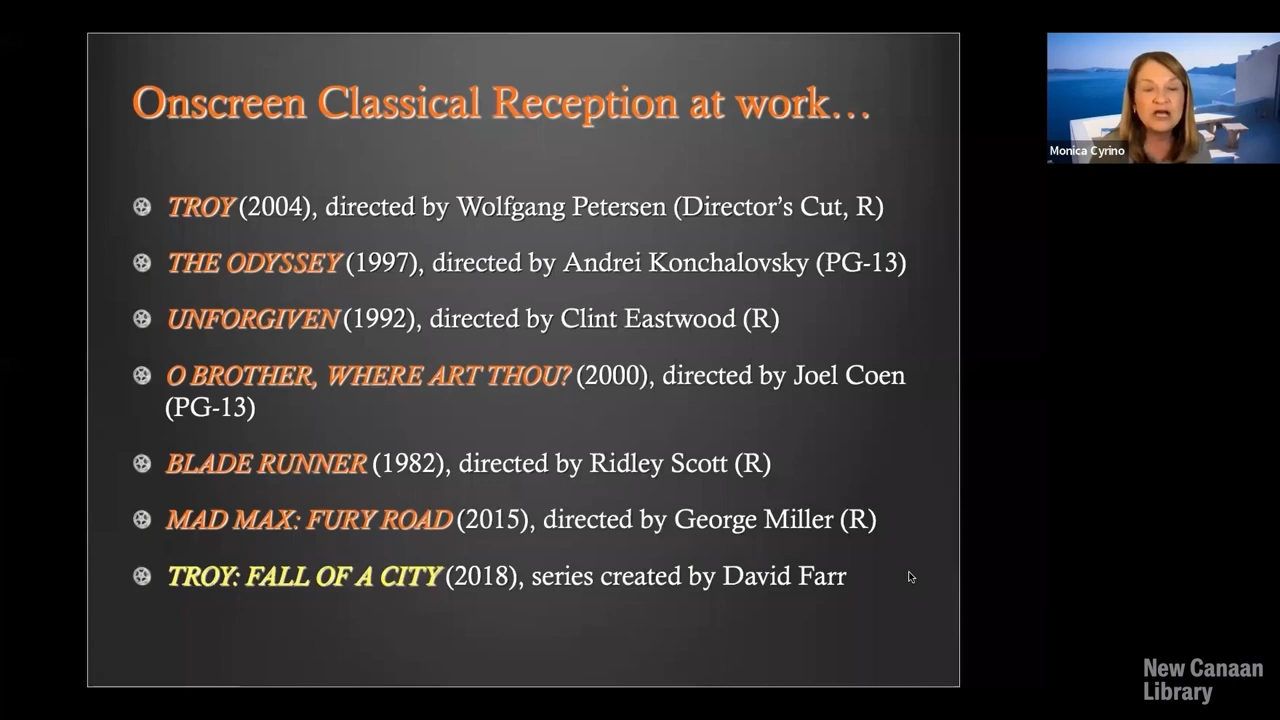 Onscreen Classical Reception at work…
TROY (2004), directed by Wolfgang Petersen (Director’s Cut, R)
THE ODYSSEY (1997), directed by Andrei Konchalovsky (PG-13)
UNFORGIVEN (1992), directed by Clint Eastwood (R)
O BROTHER, WHERE ART THOU? (2000), directed by Joel Coen
(PG-13)
BLADE RUNNER (1982), directed by Ridley Scott (R)
MAD MAX: FURY ROAD (2015), directed by George Miller (R)
TROY: FALL OF A CITY (2018), series created by David Farr
Monica Cyrino
New Canaan
Library